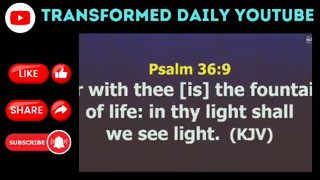 TRANSFORMED DAILY YOUTUBE
LIKE
SHARE
SUBSCRIBE
Psalm 36:9
r with thee [is] the fountai
of life: in thy light shall
we see light. (KJV)